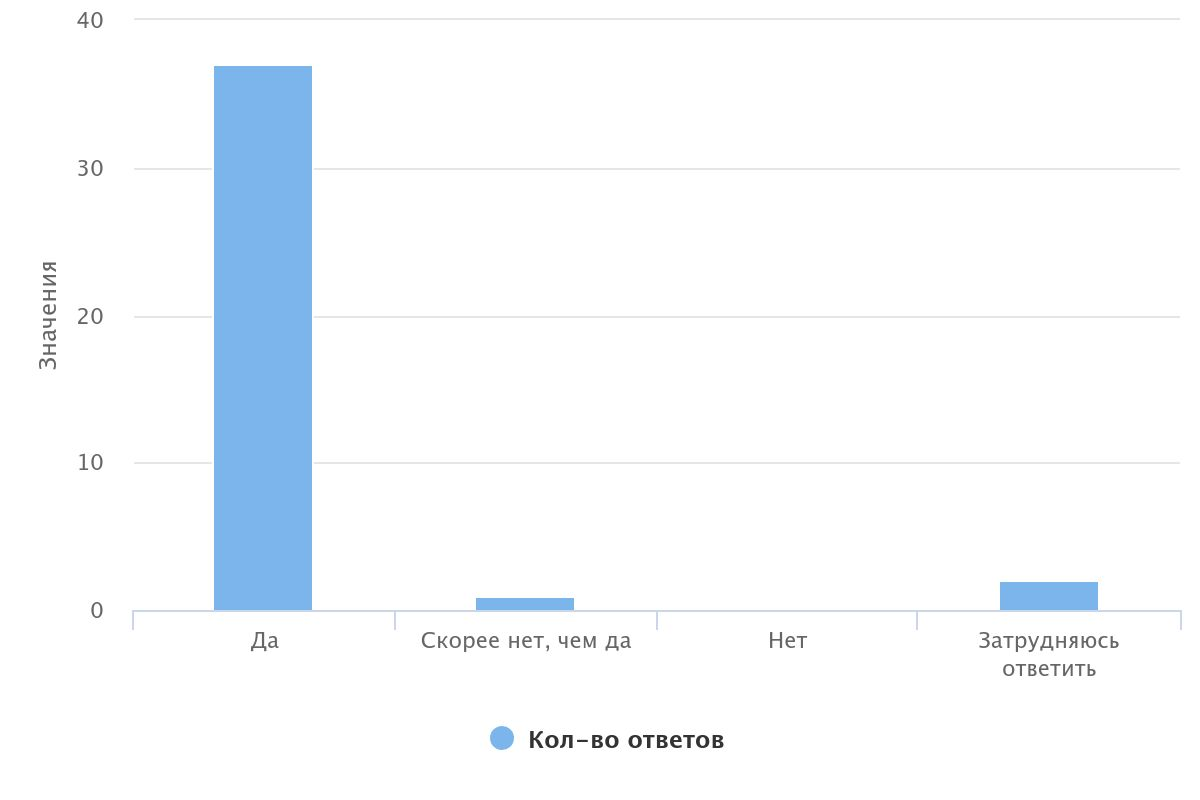 40
30
20
10
0
Значения
Да
Скорее нет, чем да
Нет
Затрудняюсь
ответить
Кол-во ответов